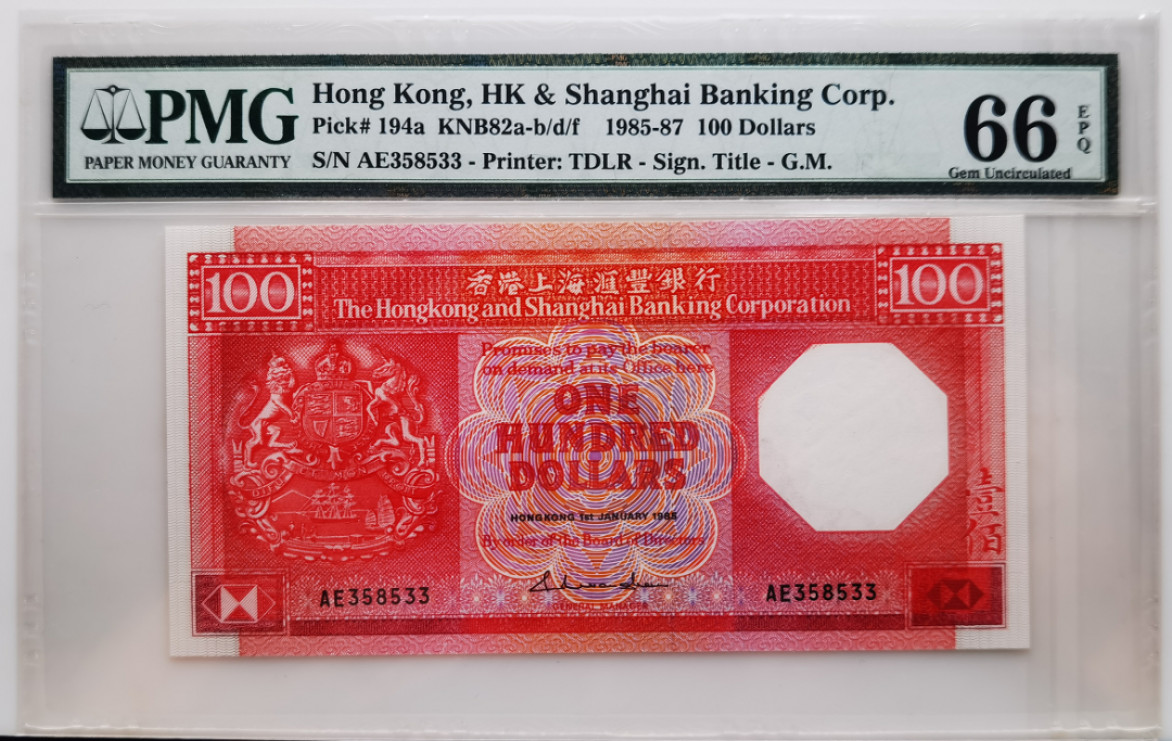 PMG
PAPER MONEY GUARANTY
Hong Kong, HK & Shanghai Banking Corp.
Pick# 194a KNB82a-b/d/f 1985-87 100 Dollars
S/N AE358533 - Printer: TDLR - Sign. Title - G.M.
66
EPQ
Gem Uncirculated
100
香港上海滙豐銀行
100
The Hongkong and Shanghai Banking Corporation
Promises to pay the bearer
on demand at its Office here
ONE
HUNDRED
DOLLARS
HONGKONG 1st JANUARY
By order of the Board of Directors
壹佰
AE358533
AE358533
GENERAL MANAGER